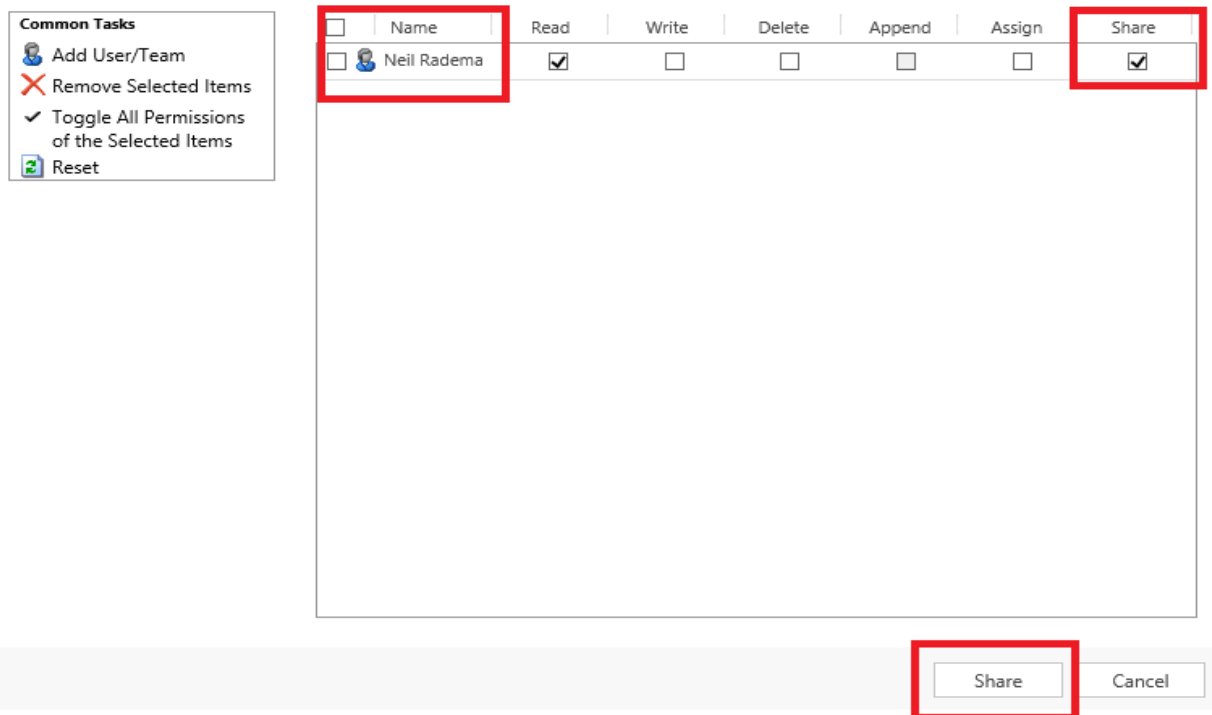 Common Tasks
Add User/Team
Remove Selected Items
Toggle All Permissions
of the Selected Items
Reset
Name Read Write Delete Append Assign Share
Neil Radema
Share Cancel